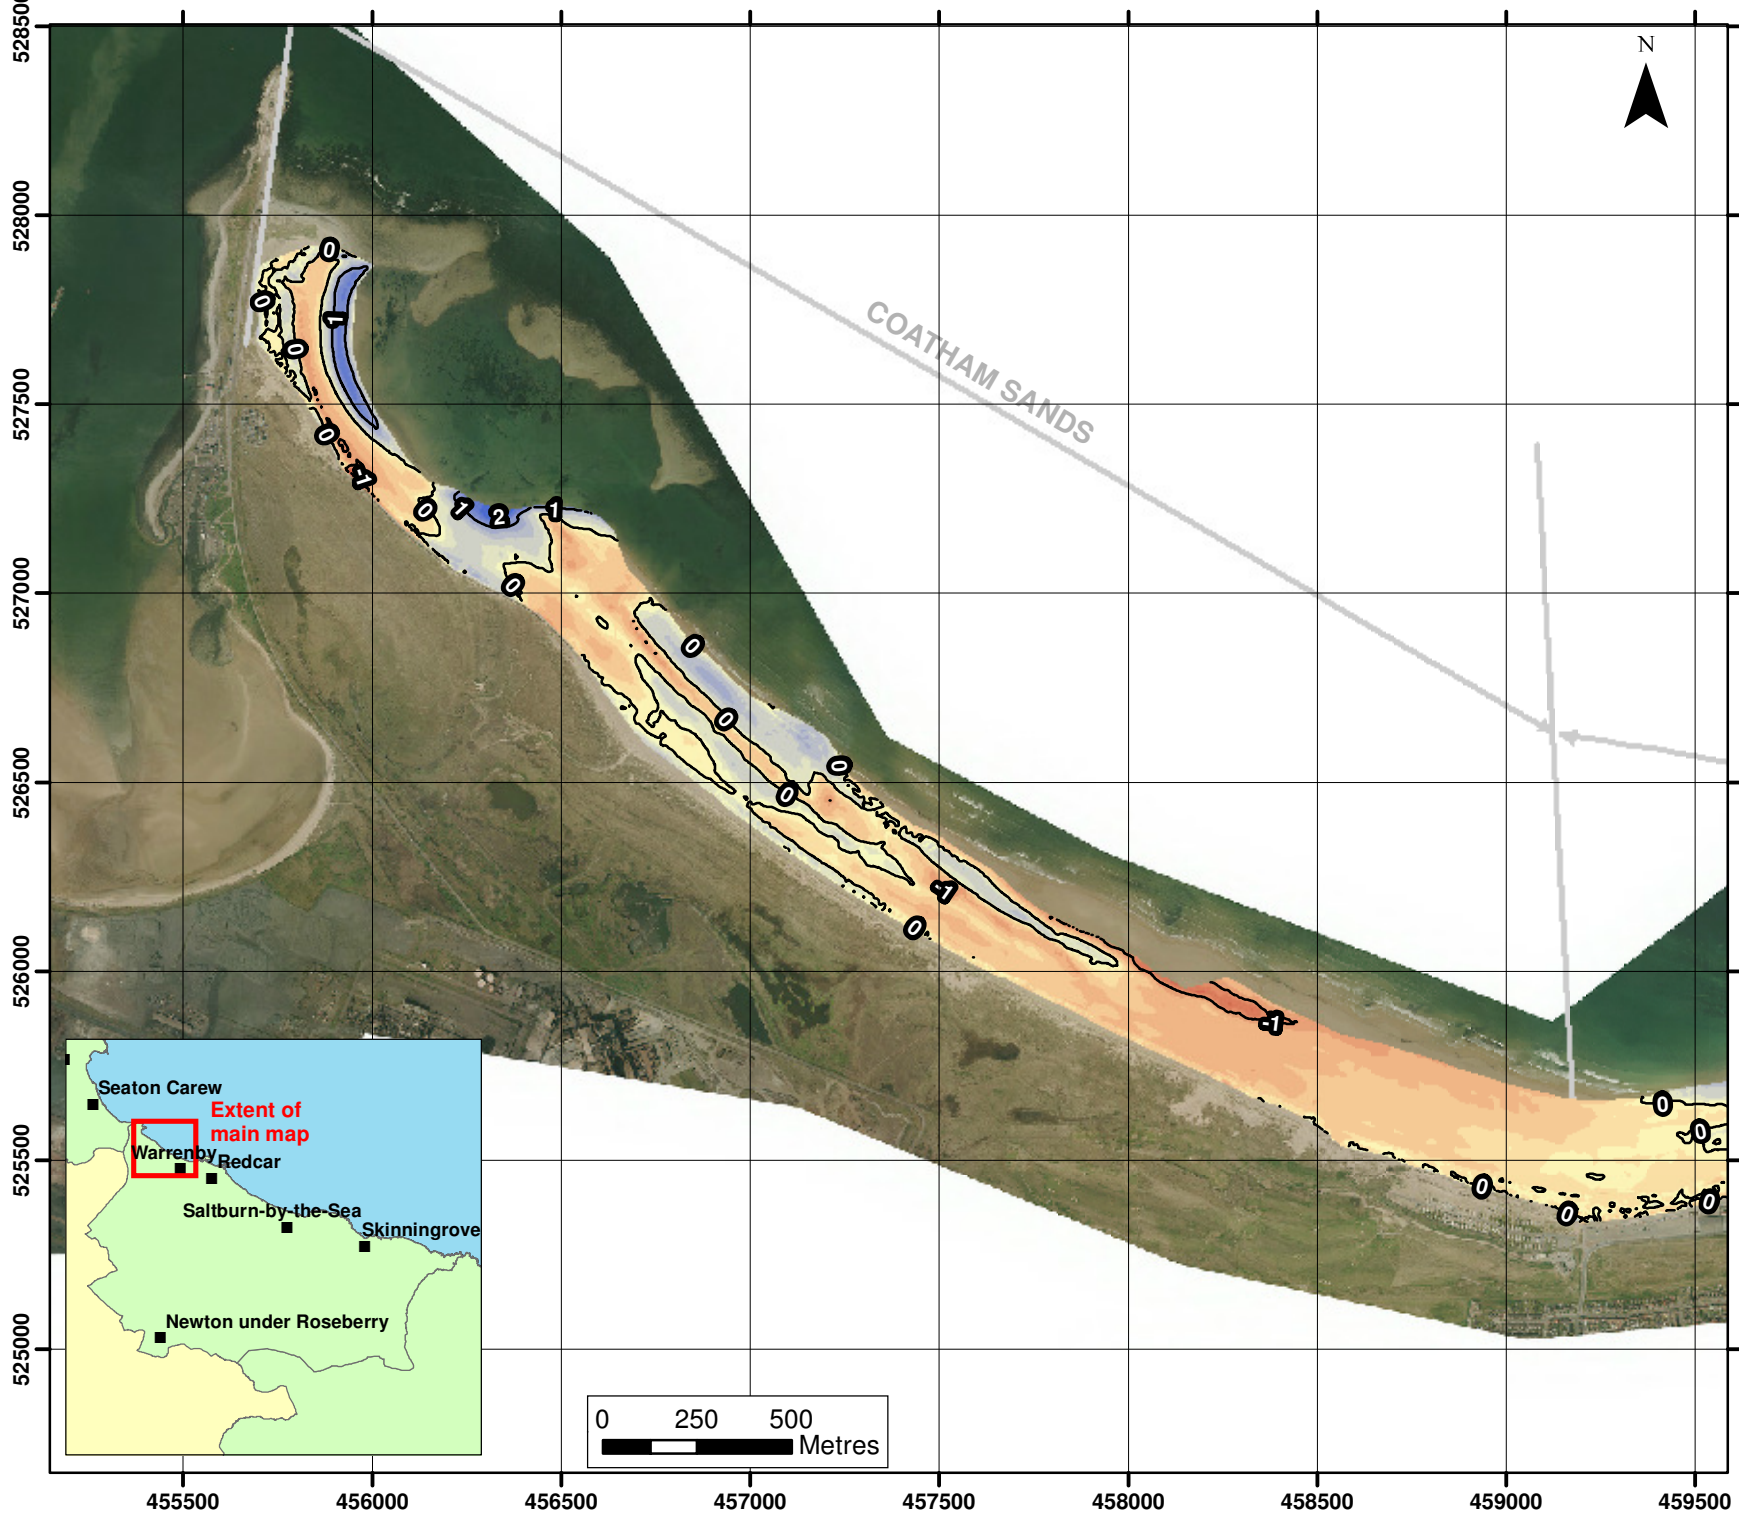 N
528500
528000
527500
527000
526500
526000
525500
525000
COATHAM SANDS
0
0
1
0
0
-1
0
1
2
1
0
0
0
0
0
-1
0
-1
0
0
0
0
0
Seaton Carew
Extent of
main map
Warrenby
Redcar
Saltburn-by-the-Sea
Skinningrove
Newton under Roseberry
0 250 500
Metres
455500 456000 456500 457000 457500 458000 458500 459000 459500